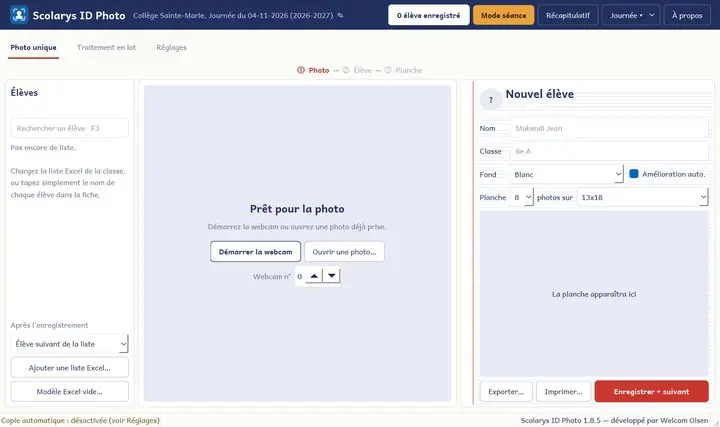 Scolarys ID Photo
Collège Sainte-Marie, Journée du 04-11-2026 (2026-2027)
0 élève enregistré
Mode séance
Récapitulatif
Journée
À propos
Photo unique
Traitement en lot
Réglages
① Photo — ② Élève — ③ Planche
Élèves
Rechercher un élève F3
Pas encore de liste.
Chargez la liste Excel de la classe,
ou tapez simplement le nom de
chaque élève dans la fiche.
Après l'enregistrement
Élève suivant de la liste
Ajouter une liste Excel...
Modèle Excel vide...
Prêt pour la photo
Démarrez la webcam ou ouvrez une photo déjà prise.
Démarrer la webcam
Ouvrir une photo...
Webcam n° 0
? Nouvel élève
Nom Mukendi Jean
Classe 6e A
Fond Blanc Amélioration auto.
Planche 8 photos sur 13x18
La planche apparaîtra ici
Exporter...
Imprimer...
Enregistrer + suivant
Copie automatique : désactivée (voir Réglages)
Scolarys ID Photo 1.8.5 — développé par Welcom Olsen